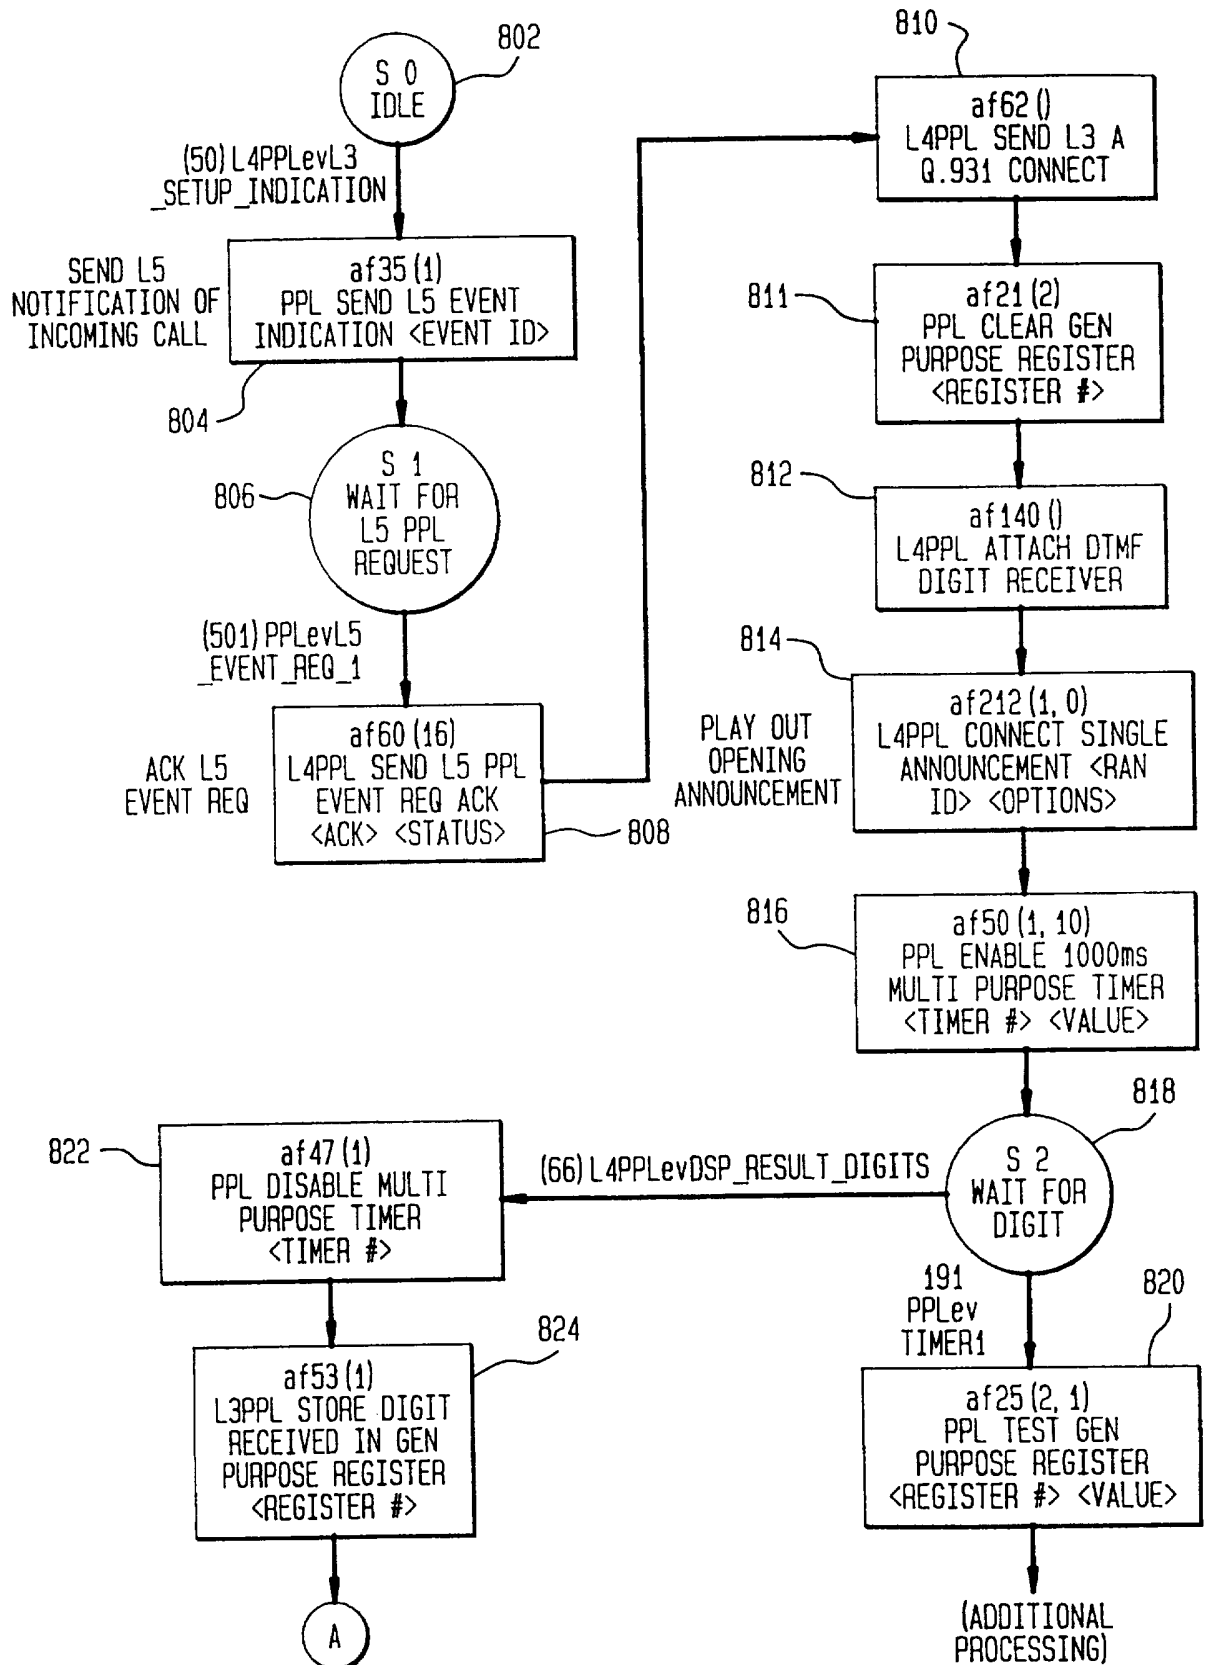 802
S 0
IDLE
(50) L4PPLevL3
_SETUP_INDICATION
SEND L5
NOTIFICATION OF
INCOMING CALL
af35(1)
PPL SEND L5 EVENT
INDICATION <EVENT ID>
804
S 1
WAIT FOR
L5 PPL
REQUEST
806
(501) PPLevL5
_EVENT_REQ_1
ACK L5
EVENT REQ
af60(16)
L4PPL SEND L5 PPL
EVENT REQ ACK
<ACK> <STATUS>
808
810
af62()
L4PPL SEND L3 A
Q.931 CONNECT
811
af21(2)
PPL CLEAR GEN
PURPOSE REGISTER
<REGISTER #>
812
af140()
L4PPL ATTACH DTMF
DIGIT RECEIVER
814
PLAY OUT
OPENING
ANNOUNCEMENT
af212(1,0)
L4PPL CONNECT SINGLE
ANNOUNCEMENT <RAN
ID> <OPTIONS>
816
af50(1,10)
PPL ENABLE 1000ms
MULTI PURPOSE TIMER
<TIMER #> <VALUE>
818
S 2
WAIT FOR
DIGIT
(66) L4PPLevDSP_RESULT_DIGITS
822
af47(1)
PPL DISABLE MULTI
PURPOSE TIMER
<TIMER #>
824
af53(1)
L3PPL STORE DIGIT
RECEIVED IN GEN
PURPOSE REGISTER
<REGISTER #>
A
191
PPLev
TIMER1
820
af25(2,1)
PPL TEST GEN
PURPOSE REGISTER
<REGISTER #> <VALUE>
(ADDITIONAL
PROCESSING)